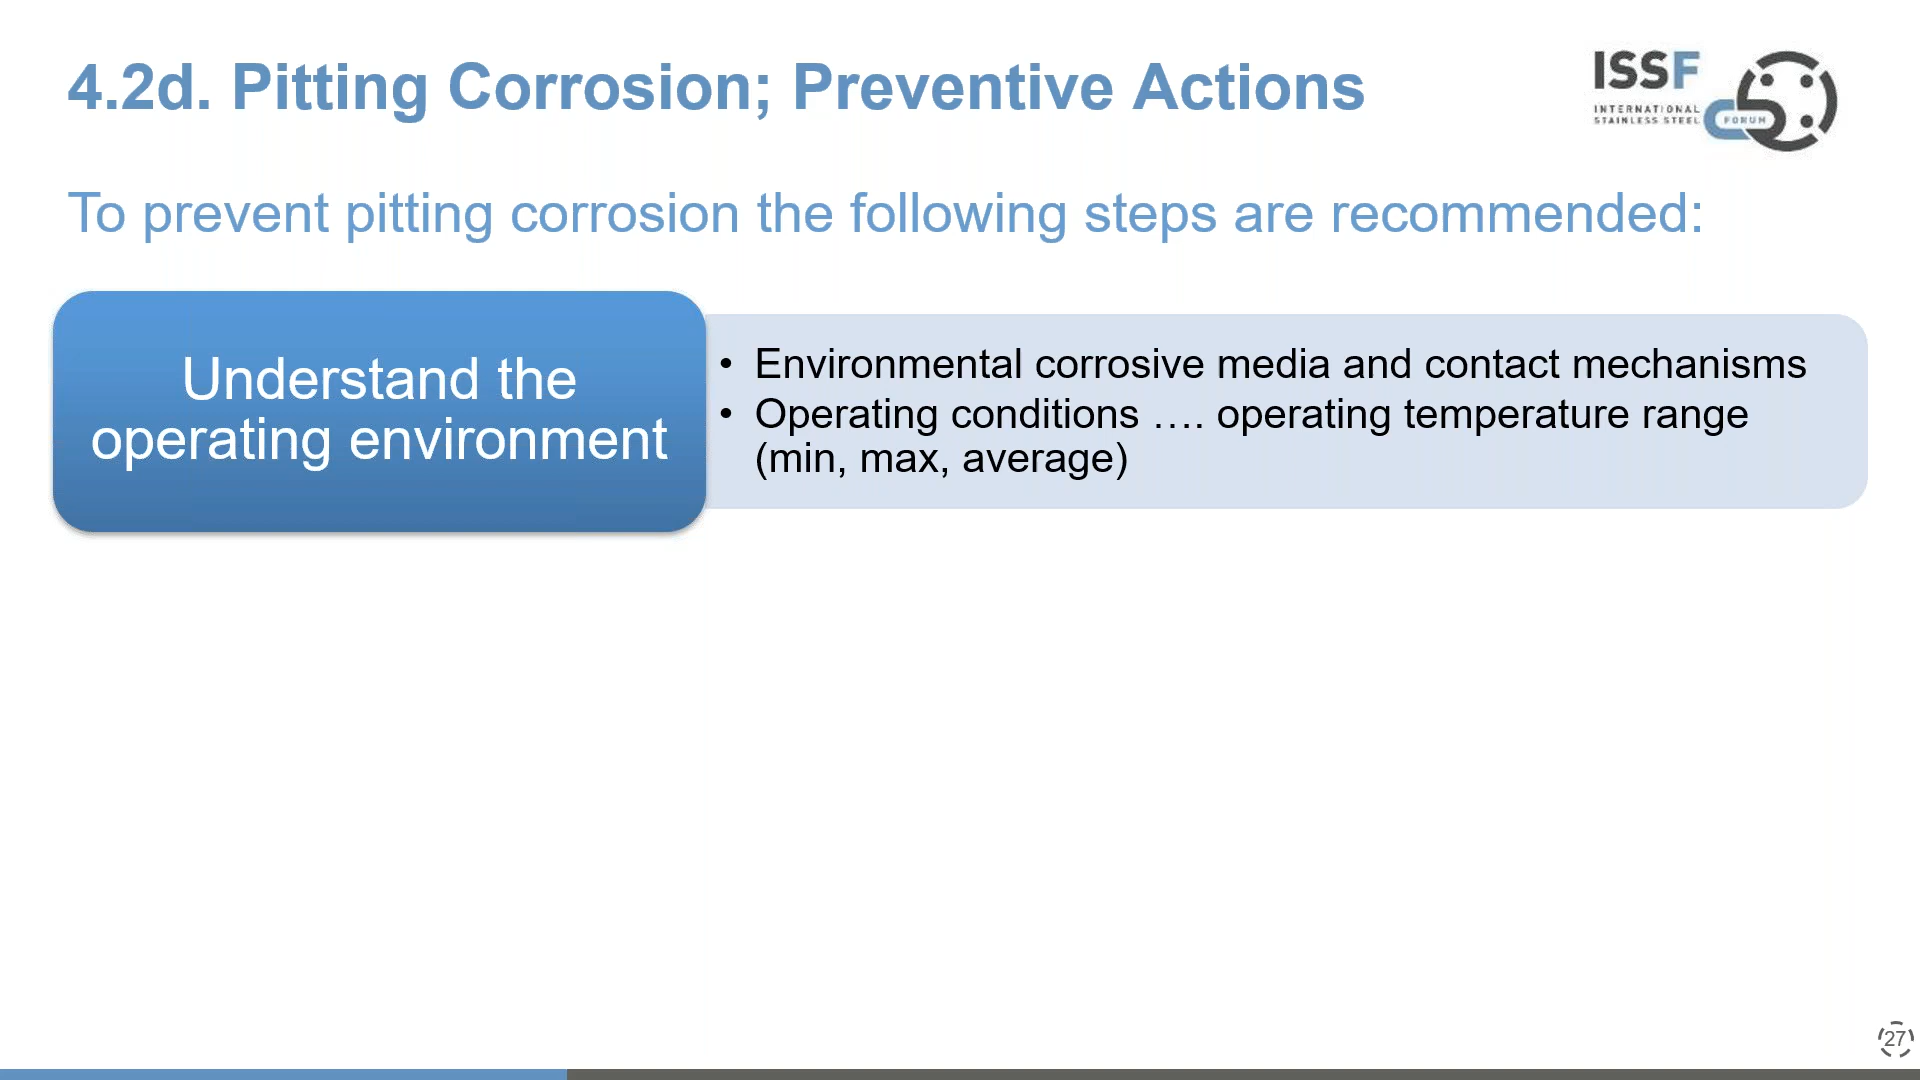 4.2d. Pitting Corrosion; Preventive Actions
ISSF
INTERNATIONAL
STAINLESS STEEL
FORUM
To prevent pitting corrosion the following steps are recommended:
Understand the
operating environment
• Environmental corrosive media and contact mechanisms
• Operating conditions …. operating temperature range
(min, max, average)
27